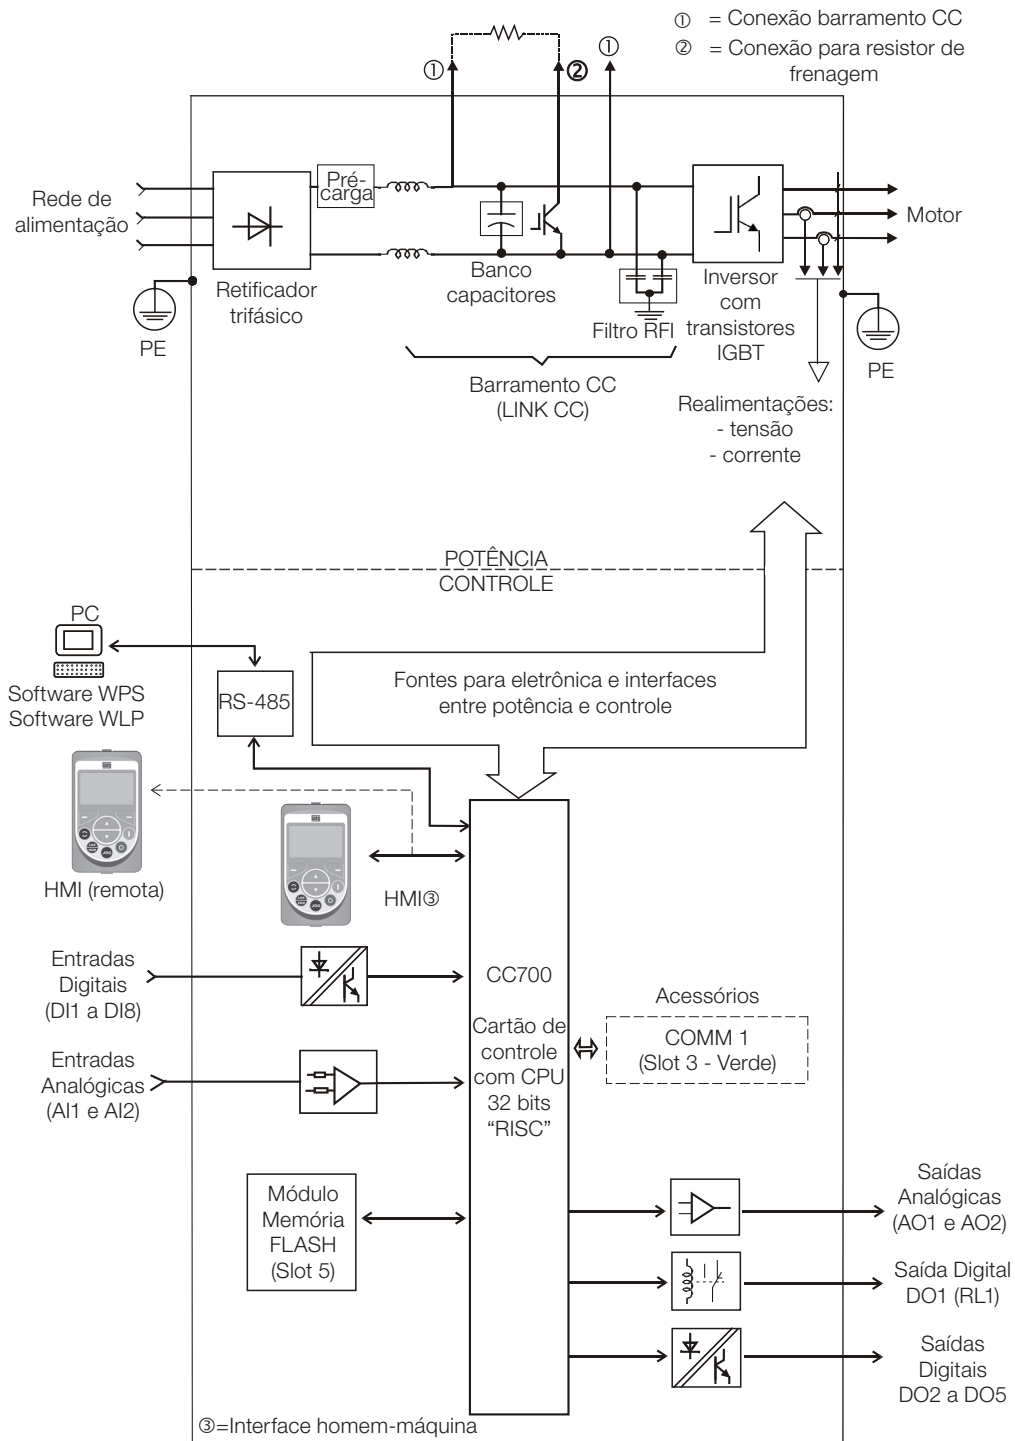 ① = Conexão barramento CC
② = Conexão para resistor de
frenagem
①
②
①
Pré-
carga
Rede de
alimentação
Motor
Retificador
trifásico
Banco
capacitores
Filtro RFI
Inversor
com
transistores
IGBT
PE
PE
Barramento CC
(LINK CC)
Realimentações:
- tensão
- corrente
POTÊNCIA
CONTROLE
PC
Software WPS
Software WLP
RS-485
Fontes para eletrônica e interfaces
entre potência e controle
HMI (remota)
HMI③
Entradas
Digitais
(DI1 a DI8)
CC700
Cartão de
controle
com CPU
32 bits
“RISC”
Acessórios
COMM 1
(Slot 3 - Verde)
Entradas
Analógicas
(AI1 e AI2)
Módulo
Memória
FLASH
(Slot 5)
Saídas
Analógicas
(AO1 e AO2)
Saída Digital
DO1 (RL1)
Saídas
Digitais
DO2 a DO5
③=Interface homem-máquina